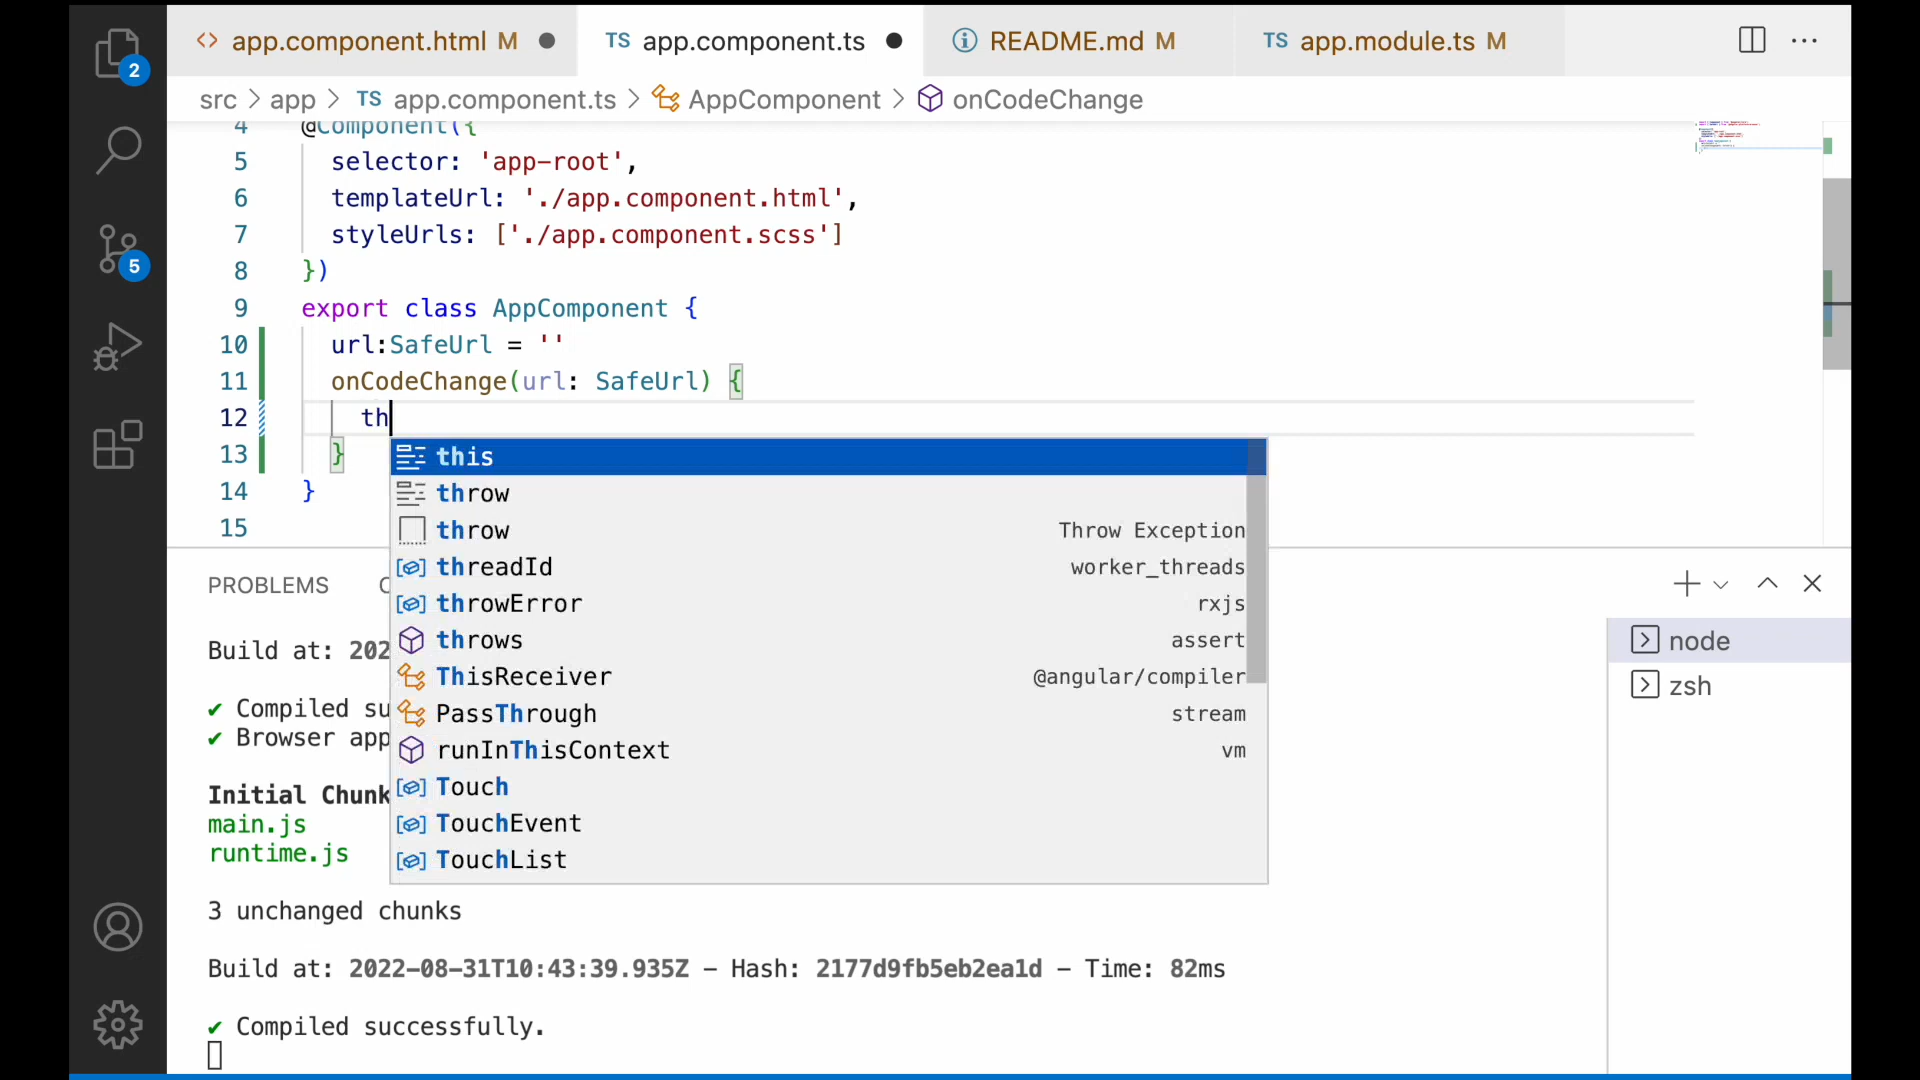 app.component.html M
TS app.component.ts
README.md M
TS app.module.ts M
2
src > app > TS app.component.ts > AppComponent > onCodeChange
4 @Component({
5 selector: 'app-root',
6 templateUrl: './app.component.html',
7 styleUrls: ['./app.component.scss']
8 })
9 export class AppComponent {
10 url:SafeUrl = ''
11 onCodeChange(url: SafeUrl) {
12 th
13 }
14 }
15
5
this
throw
throw Throw Exception
threadId worker_threads
throwError rxjs
throws assert
ThisReceiver @angular/compiler
PassThrough stream
runInThisContext vm
Touch
TouchEvent
TouchList
PROBLEMS
node
zsh
Build at: 202
✔ Compiled su
✔ Browser app
Initial Chunk
main.js
runtime.js
3 unchanged chunks
Build at: 2022-08-31T10:43:39.935Z - Hash: 2177d9fb5eb2ea1d - Time: 82ms
✔ Compiled successfully.